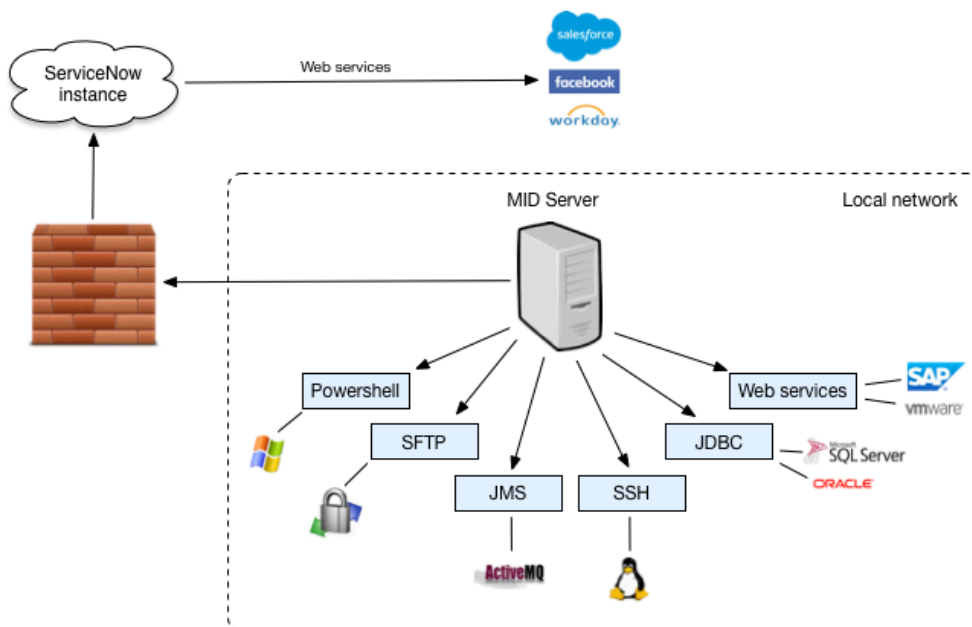 salesforce
ServiceNow
instance
Web services
facebook
workday.
MID Server
Local network
Powershell
Web services
SAP
vmware
SFTP
JDBC
Microsoft
SQL Server
ORACLE
JMS
SSH
ActiveMQ